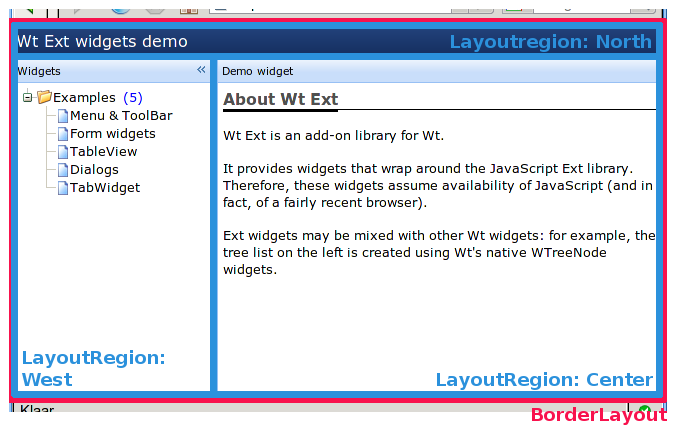 Wt Ext widgets demo
Layoutregion: North
Widgets
«
Demo widget
Examples (5)
Menu & ToolBar
Form widgets
TableView
Dialogs
TabWidget
About Wt Ext
Wt Ext is an add-on library for Wt.
It provides widgets that wrap around the JavaScript Ext library.
Therefore, these widgets assume availability of JavaScript (and in
fact, of a fairly recent browser).
Ext widgets may be mixed with other Wt widgets: for example, the
tree list on the left is created using Wt's native WTreeNode
widgets.
LayoutRegion:
West
LayoutRegion: Center
Klaar
BorderLayout